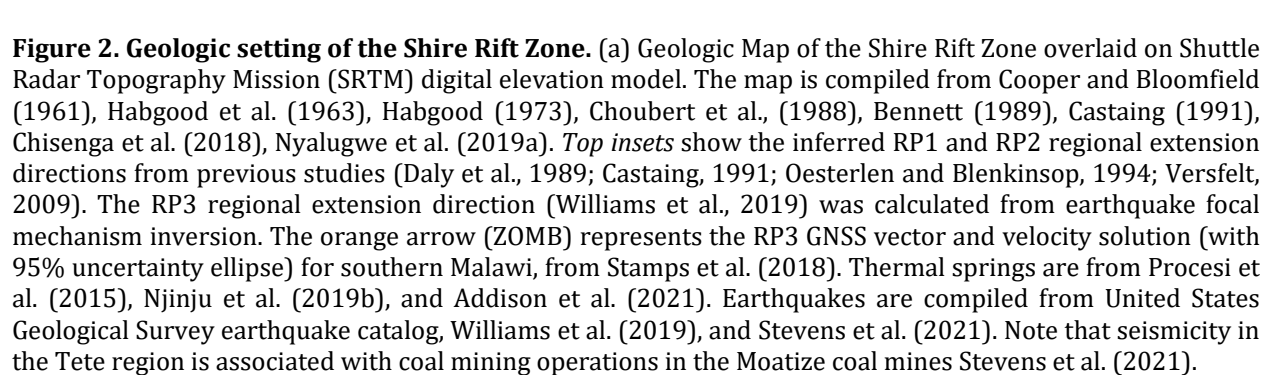 Figure 2. Geologic setting of the Shire Rift Zone. (a) Geologic Map of the Shire Rift Zone overlaid on Shuttle
Radar Topography Mission (SRTM) digital elevation model. The map is compiled from Cooper and Bloomfield
(1961), Habgood et al. (1963), Habgood (1973), Choubert et al., (1988), Bennett (1989), Castaing (1991),
Chisenga et al. (2018), Nyalugwe et al. (2019a). Top insets show the inferred RP1 and RP2 regional extension
directions from previous studies (Daly et al., 1989; Castaing, 1991; Oesterlen and Blenkinsop, 1994; Versfelt,
2009). The RP3 regional extension direction (Williams et al., 2019) was calculated from earthquake focal
mechanism inversion. The orange arrow (ZOMB) represents the RP3 GNSS vector and velocity solution (with
95% uncertainty ellipse) for southern Malawi, from Stamps et al. (2018). Thermal springs are from Procesi et
al. (2015), Njinju et al. (2019b), and Addison et al. (2021). Earthquakes are compiled from United States
Geological Survey earthquake catalog, Williams et al. (2019), and Stevens et al. (2021). Note that seismicity in
the Tete region is associated with coal mining operations in the Moatize coal mines Stevens et al. (2021).